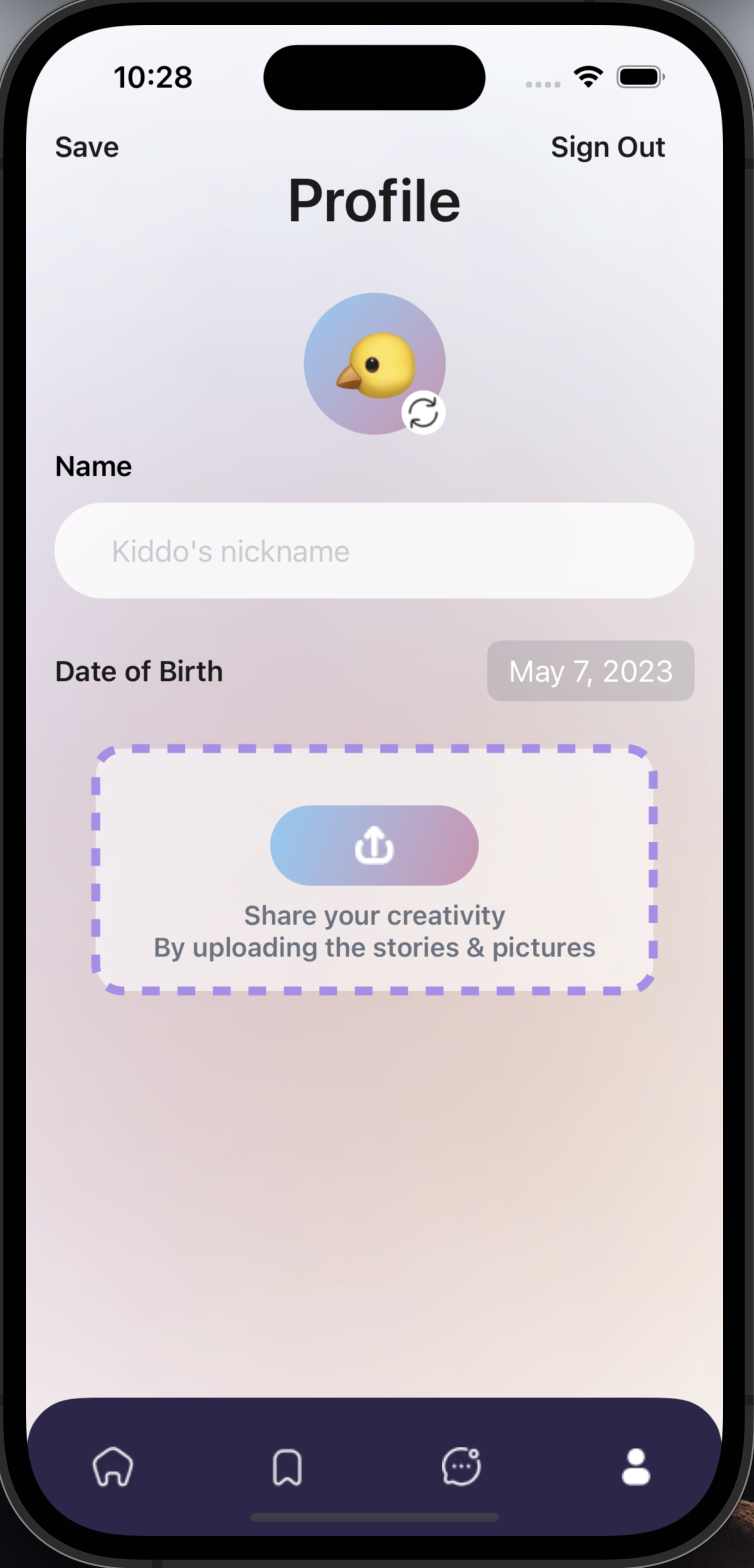 10:28
Save
Sign Out
Profile
Name
Kiddo's nickname
Date of Birth
May 7, 2023
Share your creativity
By uploading the stories & pictures